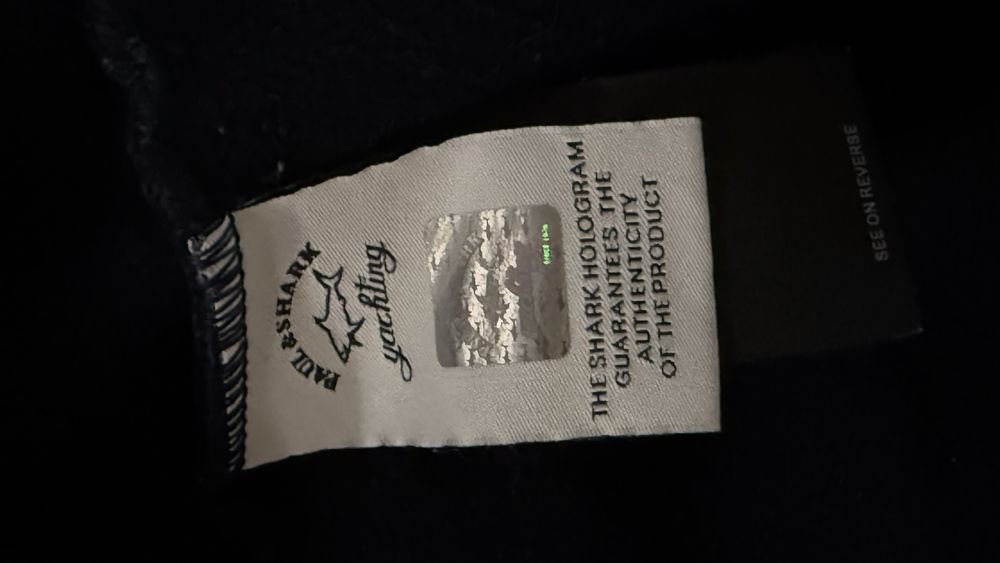 PAUL & SHARK
yachting
THE SHARK HOLOGRAM
GUARANTEES THE
AUTHENTICITY
OF THE PRODUCT
SEE ON REVERSE